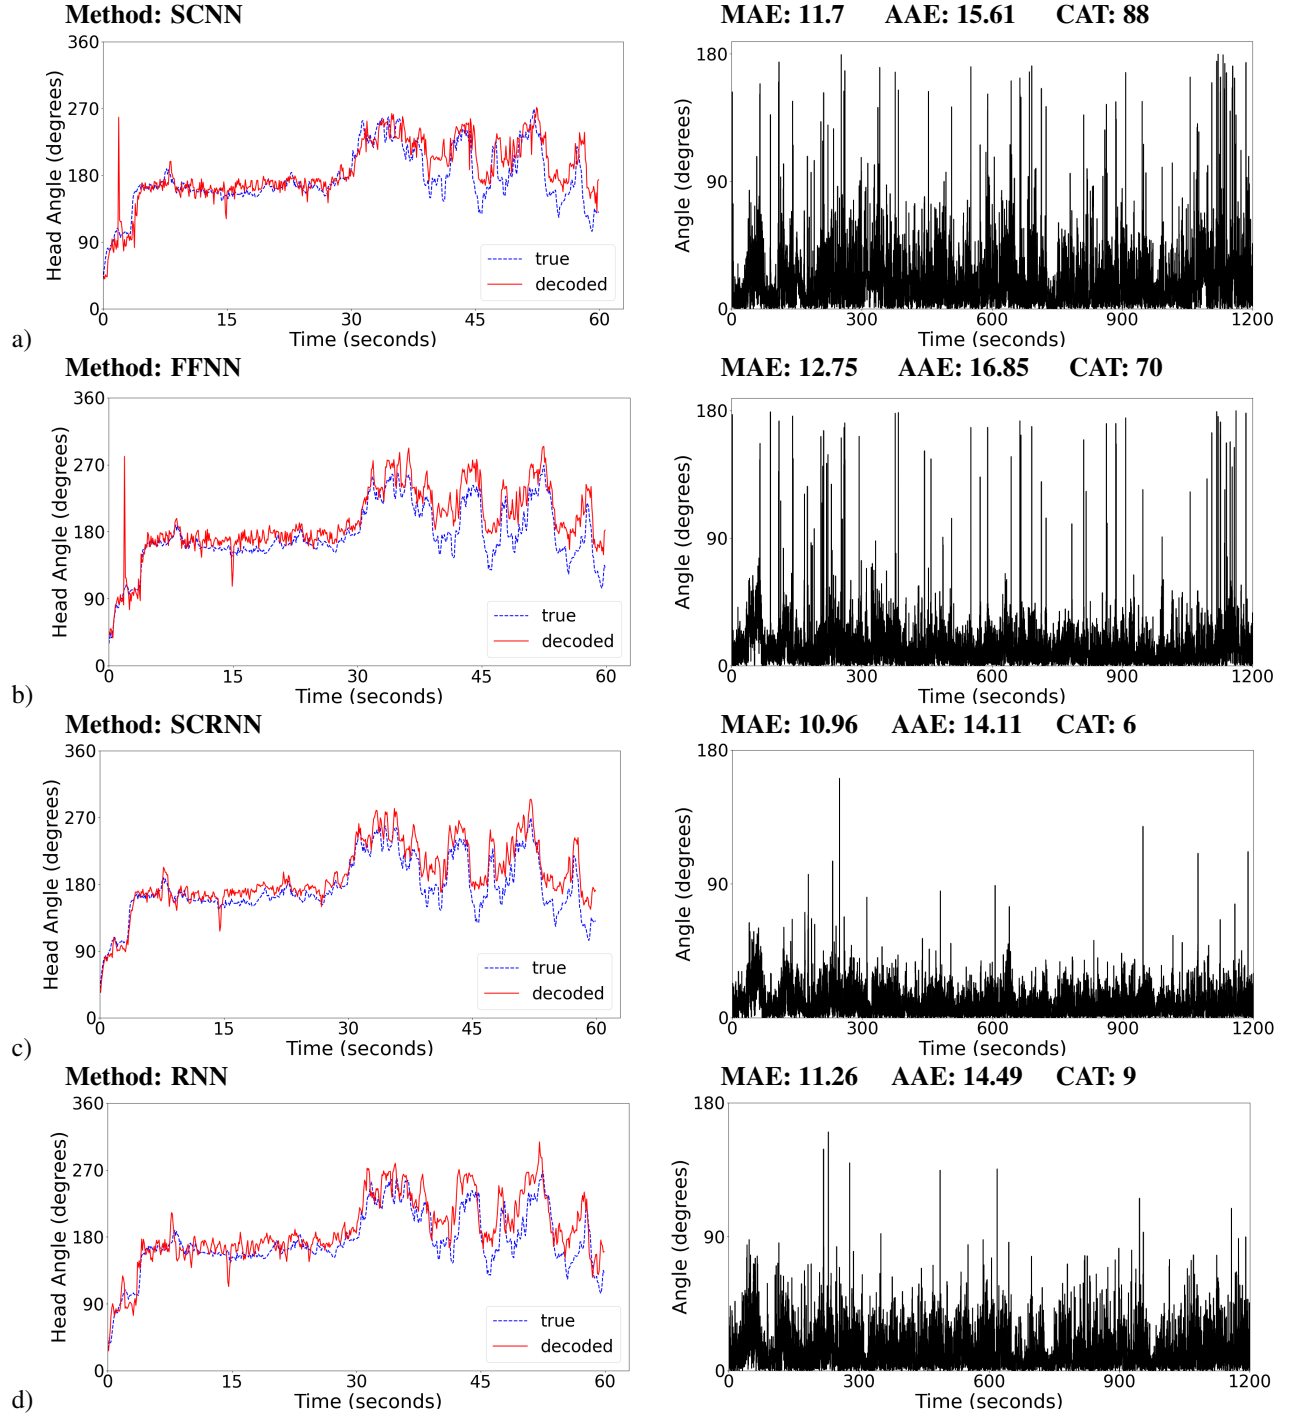 Method: SCNN
MAE: 11.7 AAE: 15.61 CAT: 88
360
270
180
90
0
Head Angle (degrees)
true
decoded
0 15 30 45 60
Time (seconds)
180
90
0
Angle (degrees)
0 300 600 900 1200
Time (seconds)
a)
Method: FFNN
MAE: 12.75 AAE: 16.85 CAT: 70
360
270
180
90
0
Head Angle (degrees)
true
decoded
0 15 30 45 60
Time (seconds)
180
90
0
Angle (degrees)
0 300 600 900 1200
Time (seconds)
b)
Method: SCRNN
MAE: 10.96 AAE: 14.11 CAT: 6
360
270
180
90
0
Head Angle (degrees)
true
decoded
0 15 30 45 60
Time (seconds)
180
90
0
Angle (degrees)
0 300 600 900 1200
Time (seconds)
c)
Method: RNN
MAE: 11.26 AAE: 14.49 CAT: 9
360
270
180
90
0
Head Angle (degrees)
true
decoded
0 15 30 45 60
Time (seconds)
180
90
0
Angle (degrees)
0 300 600 900 1200
Time (seconds)
d)